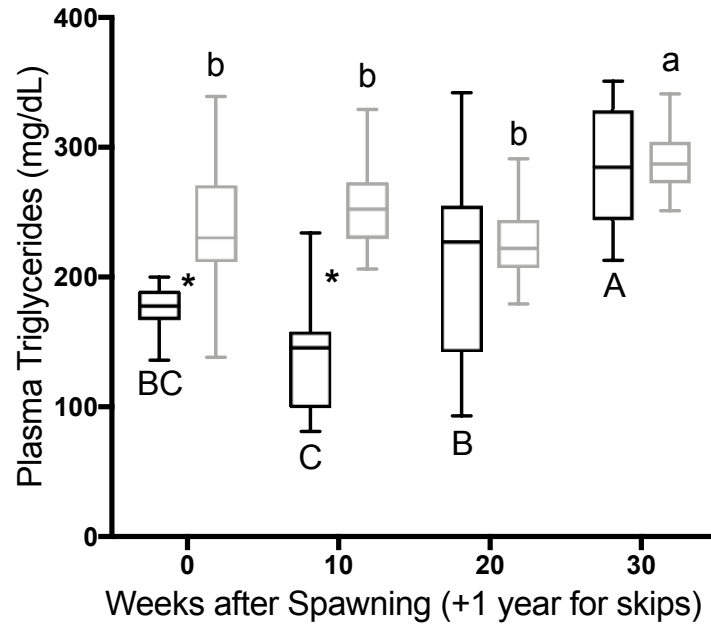 400
300
200
100
0
Plasma Triglycerides (mg/dL)
b
b
b
a
*
*
BC
C
B
A
0 10 20 30
Weeks after Spawning (+1 year for skips)